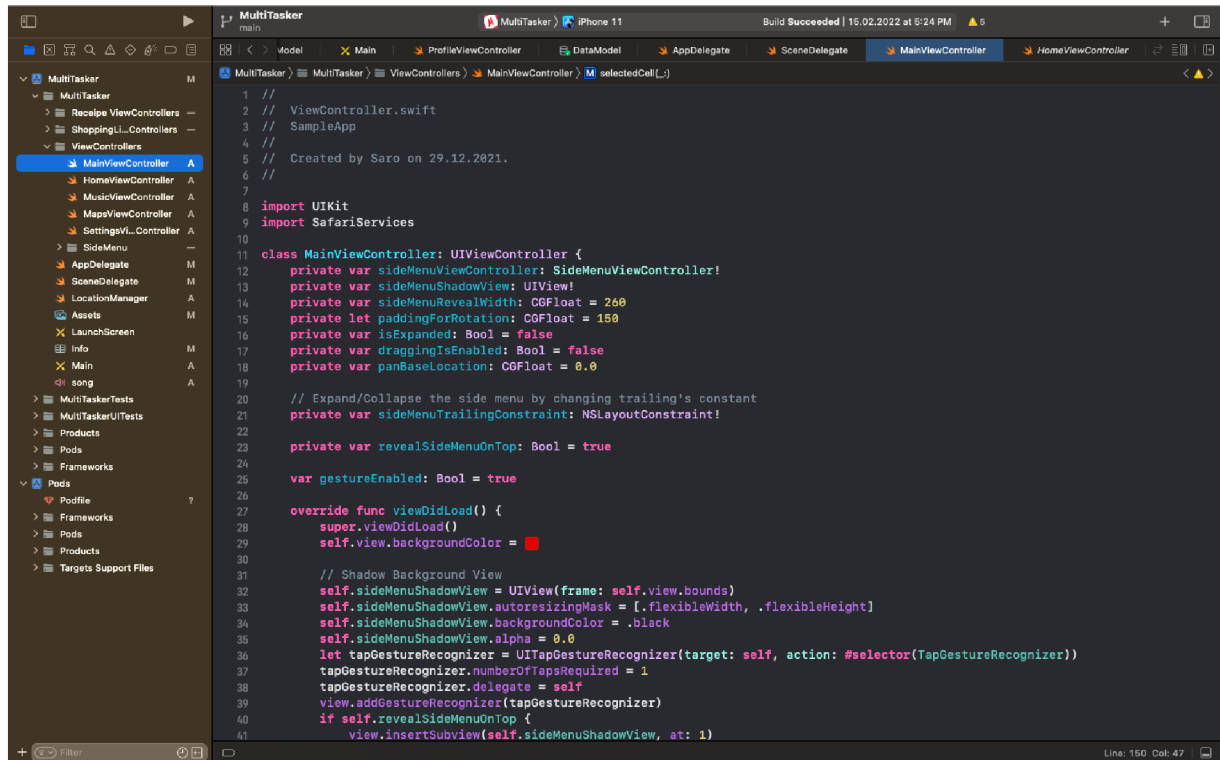 MultiTasker
main
MultiTasker 〉 iPhone 11
Build Succeeded | 15.02.2022 at 5:24 PM
5
Model
Main
ProfileViewController
DataModel
AppDelegate
SceneDelegate
MainViewController
HomeViewController
MultiTasker 〉 MultiTasker 〉 ViewControllers 〉 MainViewController 〉 M selectedCell(_:)
MultiTasker M
MultiTasker
Receipe ViewControllers —
ShoppingLi...Controllers —
ViewControllers
MainViewController A
HomeViewController A
MusicViewController A
MapsViewController A
SettingsVi...Controller A
SideMenu —
AppDelegate M
SceneDelegate M
LocationManager A
Assets M
LaunchScreen
Info M
Main A
song A
MultiTaskerTests
MultiTaskerUITests
Products
Pods
Frameworks
Pods
Podfile ?
Frameworks
Pods
Products
Targets Support Files
Filter
1 //
2 //  ViewController.swift
3 //  SampleApp
4 //
5 //  Created by Saro on 29.12.2021.
6 //
7
8 import UIKit
9 import SafariServices
10
11 class MainViewController: UIViewController {
12     private var sideMenuViewController: SideMenuViewController!
13     private var sideMenuShadowView: UIView!
14     private var sideMenuRevealWidth: CGFloat = 260
15     private let paddingForRotation: CGFloat = 150
16     private var isExpanded: Bool = false
17     private var draggingIsEnabled: Bool = false
18     private var panBaseLocation: CGFloat = 0.0
19
20     // Expand/Collapse the side menu by changing trailing's constant
21     private var sideMenuTrailingConstraint: NSLayoutConstraint!
22
23     private var revealSideMenuOnTop: Bool = true
24
25     var gestureEnabled: Bool = true
26
27     override func viewDidLoad() {
28         super.viewDidLoad()
29         self.view.backgroundColor =
30
31         // Shadow Background View
32         self.sideMenuShadowView = UIView(frame: self.view.bounds)
33         self.sideMenuShadowView.autoresizingMask = [.flexibleWidth, .flexibleHeight]
34         self.sideMenuShadowView.backgroundColor = .black
35         self.sideMenuShadowView.alpha = 0.0
36         let tapGestureRecognizer = UITapGestureRecognizer(target: self, action: #selector(TapGestureRecognizer))
37         tapGestureRecognizer.numberOfTapsRequired = 1
38         tapGestureRecognizer.delegate = self
39         view.addGestureRecognizer(tapGestureRecognizer)
40         if self.revealSideMenuOnTop {
41             view.insertSubview(self.sideMenuShadowView, at: 1)
Line: 150 Col: 47